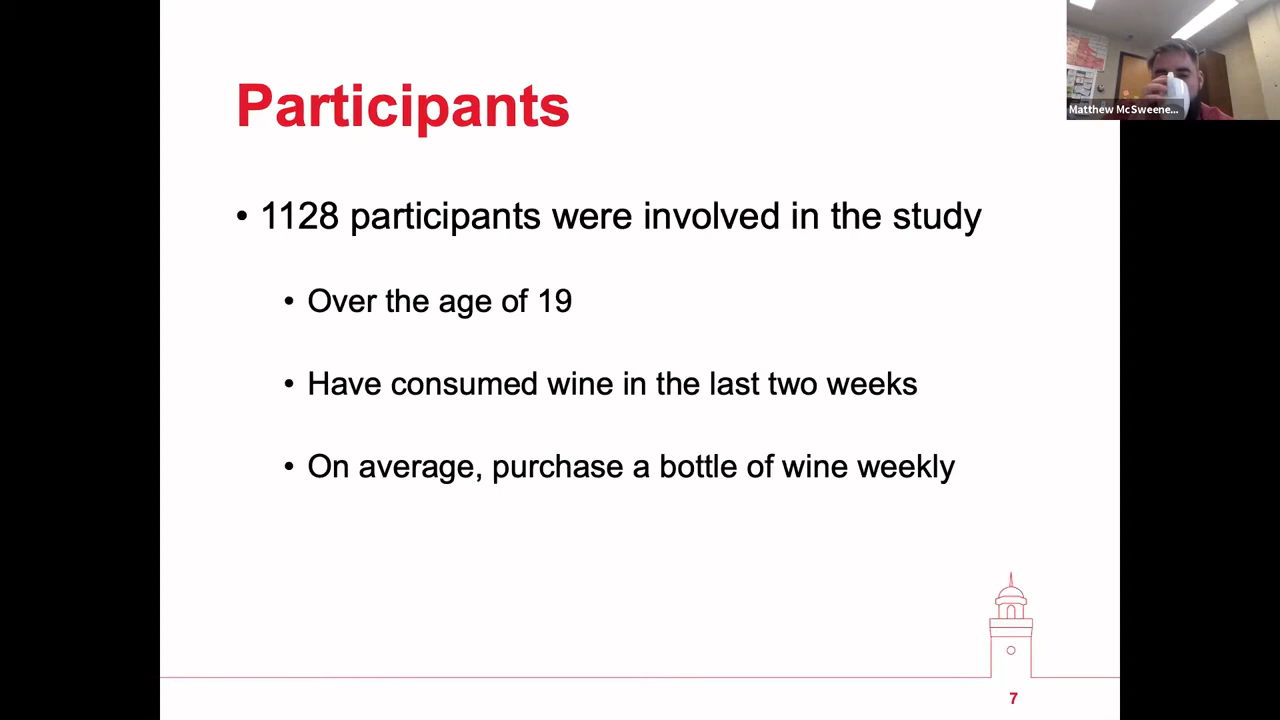 Participants
Matthew McSweene...
• 1128 participants were involved in the study
• Over the age of 19
• Have consumed wine in the last two weeks
• On average, purchase a bottle of wine weekly
7